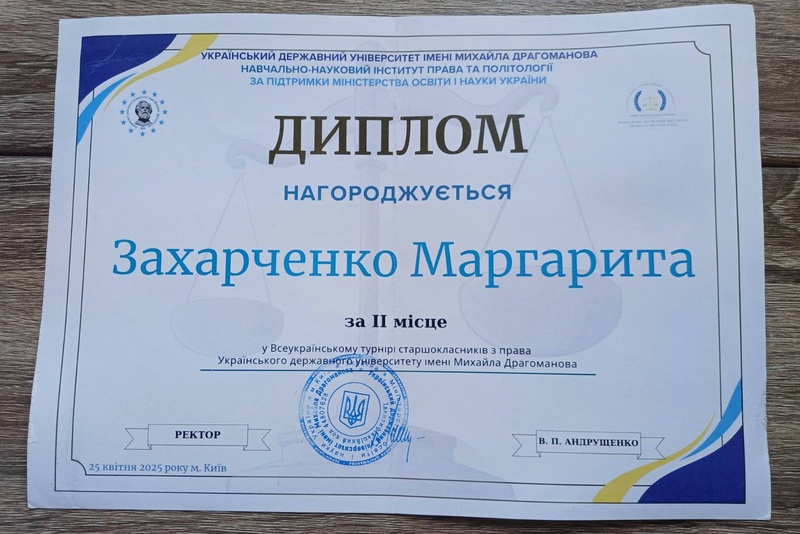 УКРАЇНСЬКИЙ ДЕРЖАВНИЙ УНІВЕРСИТЕТ ІМЕНІ МИХАЙЛА ДРАГОМАНОВА
НАВЧАЛЬНО-НАУКОВИЙ ІНСТИТУТ ПРАВА ТА ПОЛІТОЛОГІЇ
ЗА ПІДТРИМКИ МІНІСТЕРСТВА ОСВІТИ І НАУКИ УКРАЇНИ
ДИПЛОМ
НАГОРОДЖУЄТЬСЯ
Захарченко Маргарита
за II місце
у Всеукраїнському турнірі старшокласників з права
Українського державного університету імені Михайла Драгоманова
РЕКТОР
В. П. АНДРУЩЕНКО
25 квітня 2025 року м. Київ